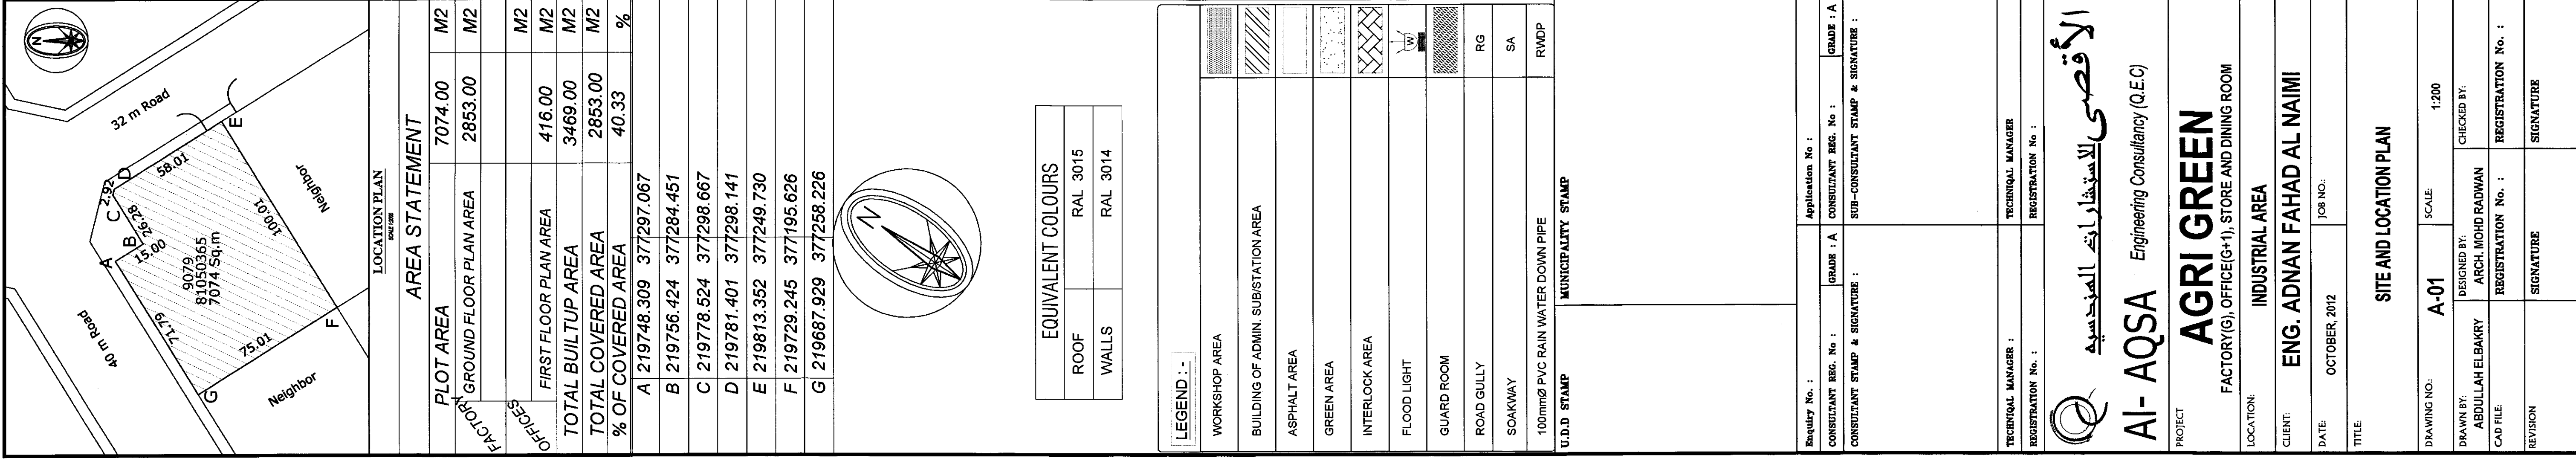 N
32 m Road
40 m Road
A
B
C
D
E
F
G
2.92
26.28
15.00
58.01
71.79
100.01
75.01
9079
81050365
7074 Sq.m
Neighbor
Neighbor
LOCATION PLAN
AREA STATEMENT
PLOT AREA 7074.00 M2
FACTORY GROUND FLOOR PLAN AREA 2853.00 M2
M2
OFFICES FIRST FLOOR PLAN AREA 416.00 M2
TOTAL BUILTUP AREA 3469.00 M2
TOTAL COVERED AREA 2853.00 M2
% OF COVERED AREA 40.33 %
A 219748.309 377297.067
B 219756.424 377284.451
C 219778.524 377298.667
D 219781.401 377298.141
E 219813.352 377249.730
F 219729.245 377195.626
G 219687.929 377258.226
N
EQUIVALENT COLOURS
ROOF RAL 3015
WALLS RAL 3014
LEGEND : -
WORKSHOP AREA
BUILDING OF ADMIN. SUB/STATION AREA
ASPHALT AREA
GREEN AREA
INTERLOCK AREA
FLOOD LIGHT W
GUARD ROOM
ROAD GULLY RG
SOAKWAY SA
100mmØ PVC RAIN WATER DOWN PIPE RWDP
U.D.D STAMP MUNICIPALITY STAMP
Enquiry No. : Application No :
CONSULTANT REG. No : GRADE : A CONSULTANT REG. No : GRADE : A
CONSULTANT STAMP & SIGNATURE : SUB-CONSULTANT STAMP & SIGNATURE :
TECHNIQAL MANAGER : TECHNIQAL MANAGER
REGISTRATION No. : REGISTRATION No :
الأقصى للاستشارات الهندسيه
Al- AQSA Engineering Consultancy (Q.E.C)
PROJECT
AGRI GREEN
FACTORY(G), OFFICE(G+1), STORE AND DINING ROOM
LOCATION:
INDUSTRIAL AREA
CLIENT:
ENG. ADNAN FAHAD AL NAIMI
DATE: OCTOBER, 2012 JOB NO.:
TITLE:
SITE AND LOCATION PLAN
DRAWING NO.: A-01 SCALE: 1:200
DRAWN BY: DESIGNED BY: CHECKED BY:
ABDULLAH ELBAKRY ARCH. MOHD RADWAN
CAD FILE: REGISTRATION No. : REGISTRATION No. :
REVISION SIGNATURE SIGNATURE